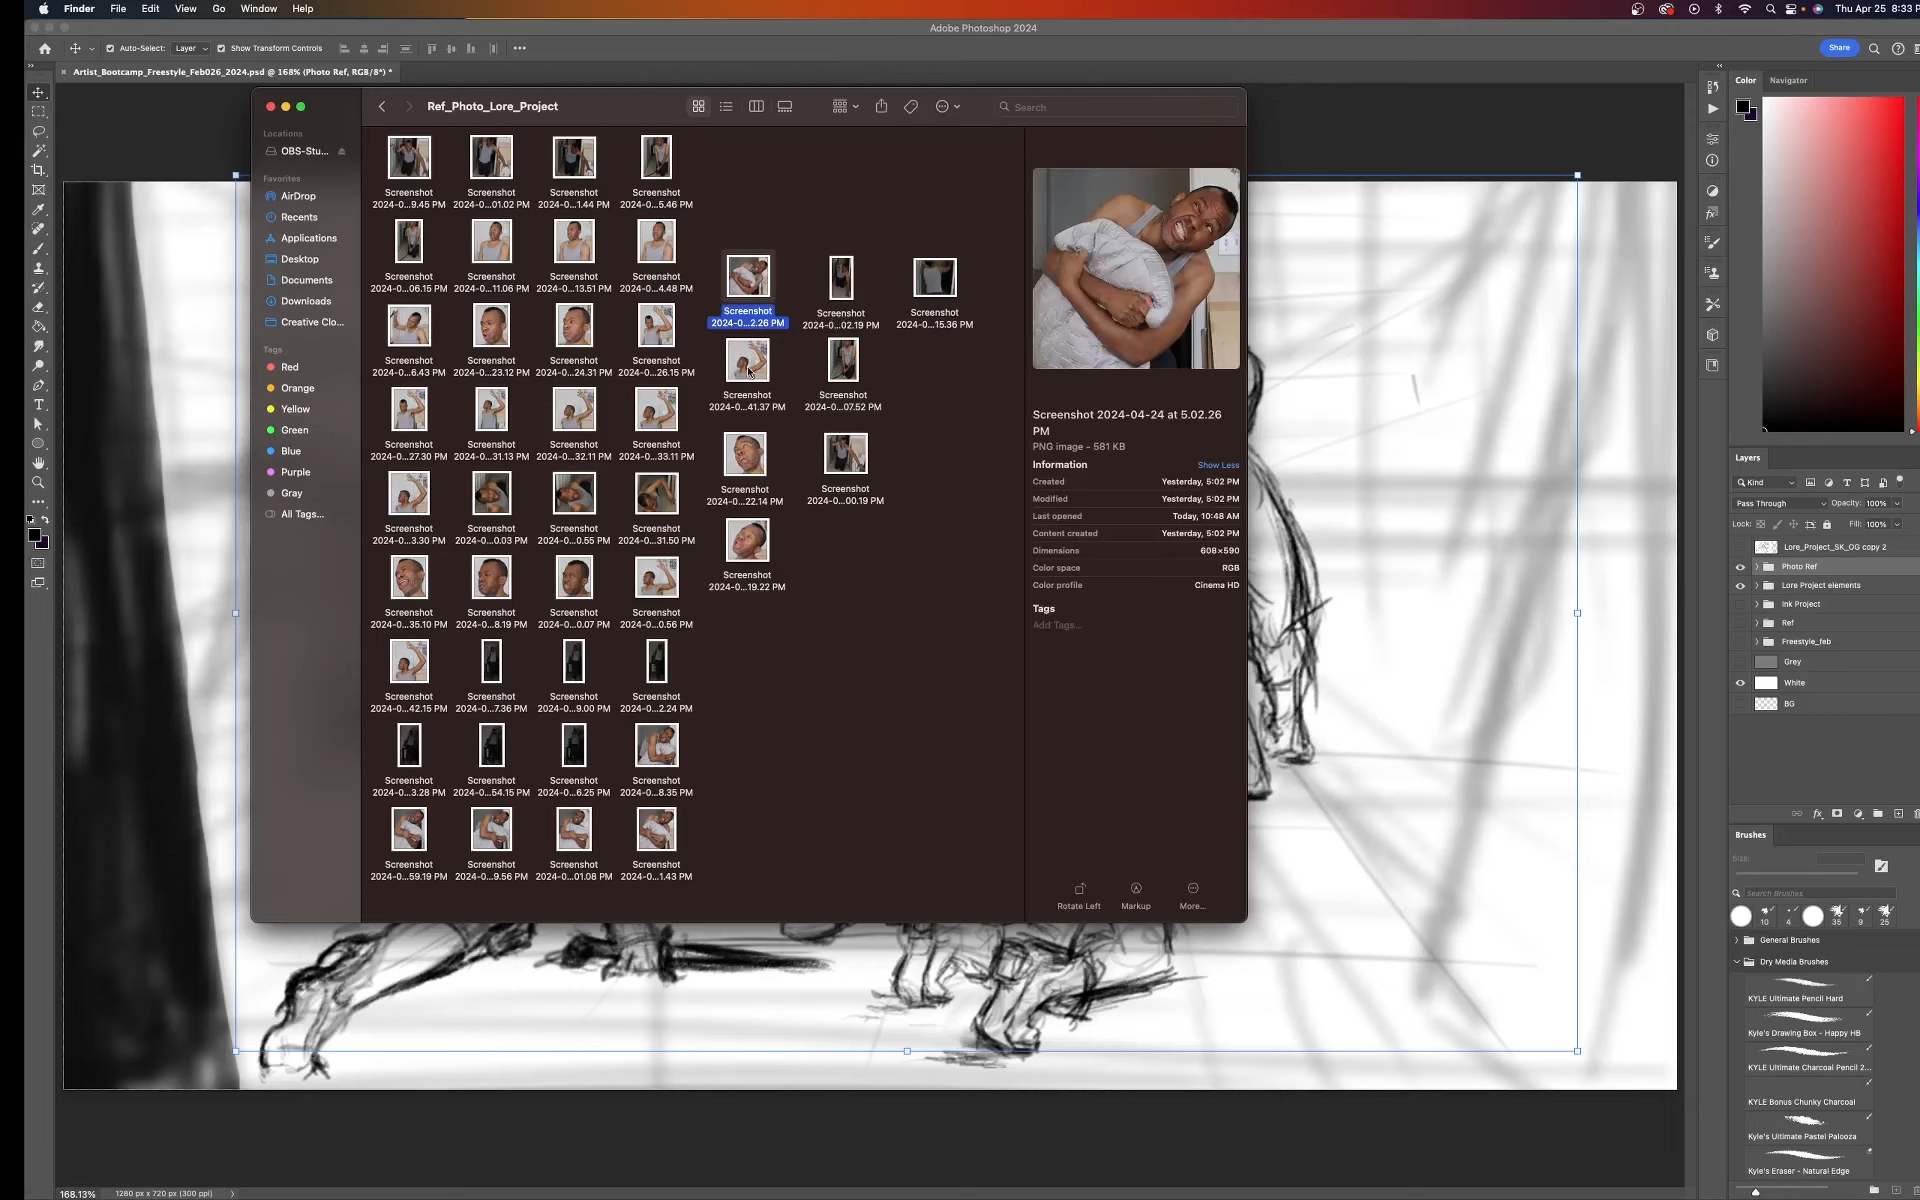 Finder File Edit View Go Window Help
Thu Apr 25 8:33 P
Adobe Photoshop 2024
Auto-Select: Layer Show Transform Controls
Share
Artist_Bootcamp_Freestyle_Feb026_2024.psd @ 168% (Photo Ref, RGB/8*) *
Ref_Photo_Lore_Project
Search
Locations
OBS-Stu...
Favorites
AirDrop
Recents
Applications
Desktop
Documents
Downloads
Creative Clo...
Tags
Red
Orange
Yellow
Green
Blue
Purple
Gray
All Tags...
Screenshot Screenshot Screenshot Screenshot
2024-0...9.45 PM 2024-0...01.02 PM 2024-0...1.44 PM 2024-0...5.46 PM
Screenshot Screenshot Screenshot Screenshot
2024-0...06.15 PM 2024-0...11.06 PM 2024-0...13.51 PM 2024-0...4.48 PM
Screenshot Screenshot Screenshot Screenshot
2024-0...6.43 PM 2024-0...23.12 PM 2024-0...24.31 PM 2024-0...26.15 PM
Screenshot Screenshot Screenshot Screenshot
2024-0...27.30 PM 2024-0...31.13 PM 2024-0...32.11 PM 2024-0...33.11 PM
Screenshot Screenshot Screenshot Screenshot
2024-0...3.30 PM 2024-0...0.03 PM 2024-0...0.55 PM 2024-0...31.50 PM
Screenshot Screenshot Screenshot Screenshot
2024-0...35.10 PM 2024-0...8.19 PM 2024-0...0.07 PM 2024-0...0.56 PM
Screenshot Screenshot Screenshot Screenshot
2024-0...42.15 PM 2024-0...7.36 PM 2024-0...9.00 PM 2024-0...2.24 PM
Screenshot Screenshot Screenshot Screenshot
2024-0...3.28 PM 2024-0...54.15 PM 2024-0...6.25 PM 2024-0...8.35 PM
Screenshot Screenshot Screenshot Screenshot
2024-0...59.19 PM 2024-0...9.56 PM 2024-0...01.08 PM 2024-0...1.43 PM
Screenshot Screenshot Screenshot
2024-0...2.26 PM 2024-0...02.19 PM 2024-0...15.36 PM
Screenshot Screenshot
2024-0...41.37 PM 2024-0...07.52 PM
Screenshot Screenshot
2024-0...22.14 PM 2024-0...00.19 PM
Screenshot
2024-0...19.22 PM
Screenshot 2024-04-24 at 5.02.26
PM
PNG image - 581 KB
Information Show Less
Created Yesterday, 5:02 PM
Modified Yesterday, 5:02 PM
Last opened Today, 10:48 AM
Content created Yesterday, 5:02 PM
Dimensions 608×590
Color space RGB
Color profile Cinema HD
Tags
Add Tags...
Rotate Left Markup More...
Color Navigator
Layers
Kind
Pass Through Opacity: 100%
Lock: Fill: 100%
Lore_Project_SK_OG copy 2
Photo Ref
Lore Project elements
Ink Project
Ref
Freestyle_feb
Grey
White
BG
Brushes
Size:
Search Brushes
10 4 35 9 25
General Brushes
Dry Media Brushes
KYLE Ultimate Pencil Hard
Kyle's Drawing Box - Happy HB
KYLE Ultimate Charcoal Pencil 2...
KYLE Bonus Chunky Charcoal
Kyle's Ultimate Pastel Palooza
Kyle's Eraser - Natural Edge
168.13% 1280 px x 720 px (300 ppi)